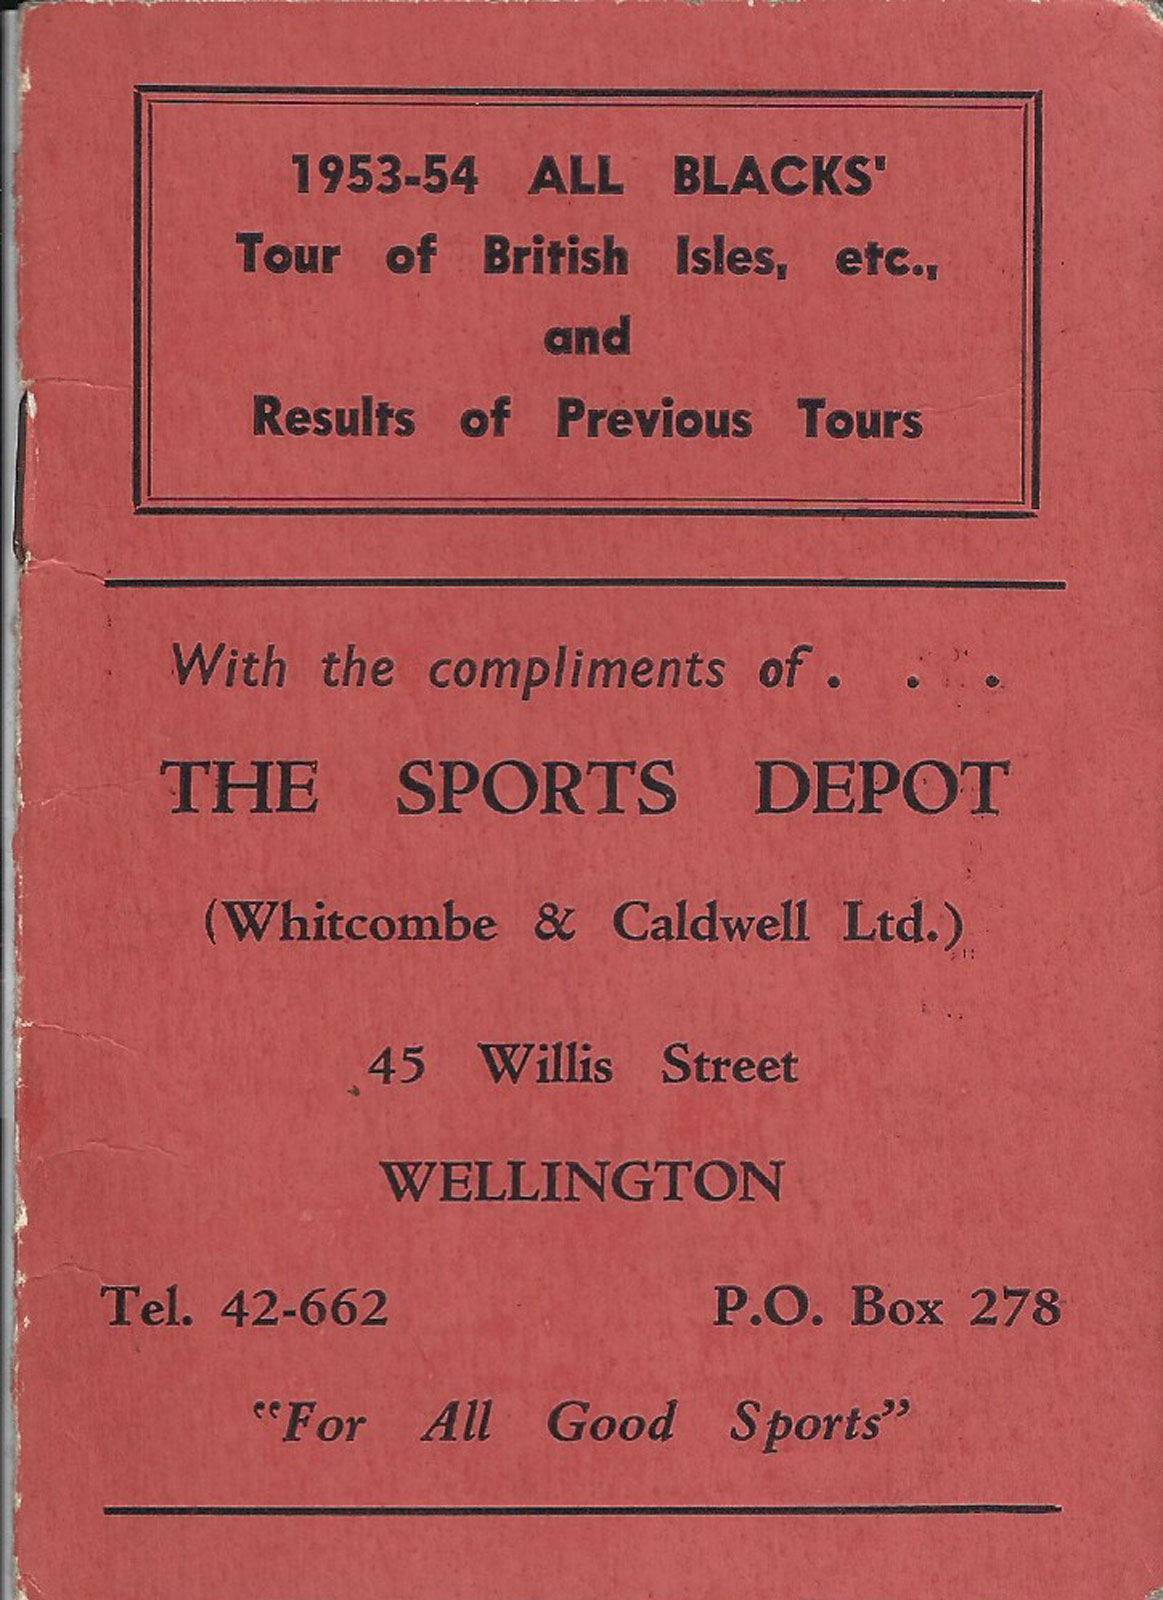 1953-54 ALL BLACKS'
Tour of British Isles, etc.,
and
Results of Previous Tours
With the compliments of . . .
THE SPORTS DEPOT
(Whitcombe & Caldwell Ltd.)
45 Willis Street
WELLINGTON
Tel. 42-662 P.O. Box 278
"For All Good Sports"